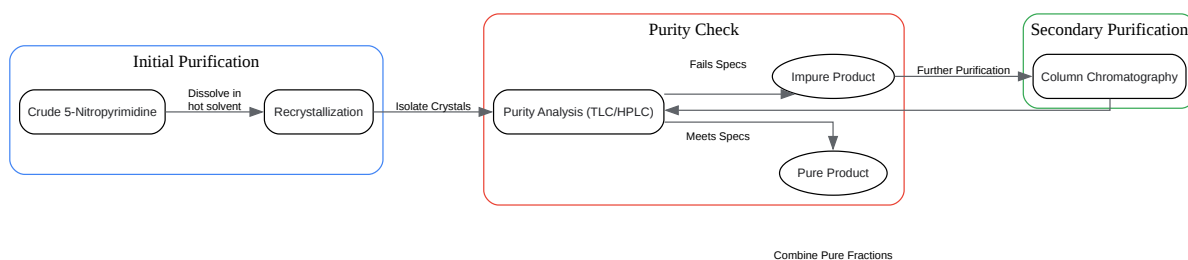 Initial Purification
Crude 5-Nitropyrimidine
Dissolve in
hot solvent
Recrystallization
Isolate Crystals
Purity Check
Purity Analysis (TLC/HPLC)
Fails Specs
Impure Product
Meets Specs
Pure Product
Further Purification
Secondary Purification
Column Chromatography
Combine Pure Fractions